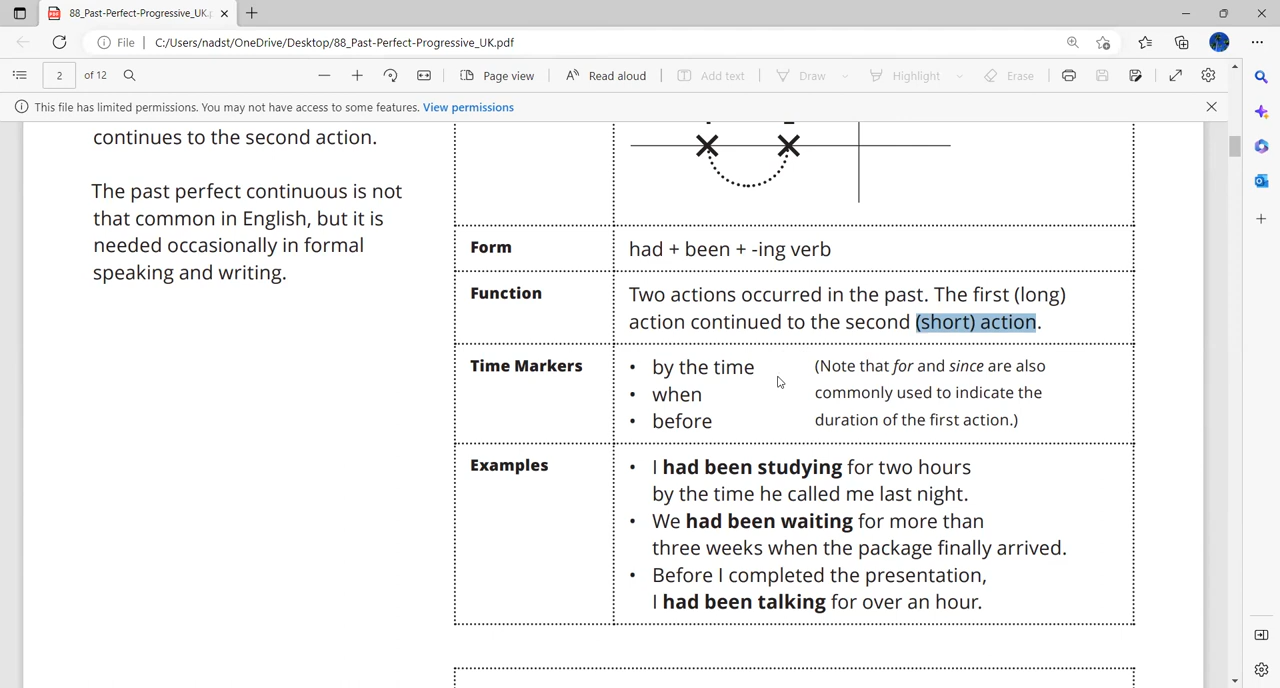 88_Past-Perfect-Progressive_UK.p
File C:/Users/nadst/OneDrive/Desktop/88_Past-Perfect-Progressive_UK.pdf
2 of 12 Page view Read aloud Add text Draw Highlight Erase
This file has limited permissions. You may not have access to some features. View permissions
continues to the second action.
The past perfect continuous is not
that common in English, but it is
needed occasionally in formal
speaking and writing.
Form
had + been + -ing verb
Function
Two actions occurred in the past. The first (long)
action continued to the second (short) action.
Time Markers
• by the time
• when
• before
(Note that for and since are also
commonly used to indicate the
duration of the first action.)
Examples
• I had been studying for two hours
by the time he called me last night.
• We had been waiting for more than
three weeks when the package finally arrived.
• Before I completed the presentation,
I had been talking for over an hour.